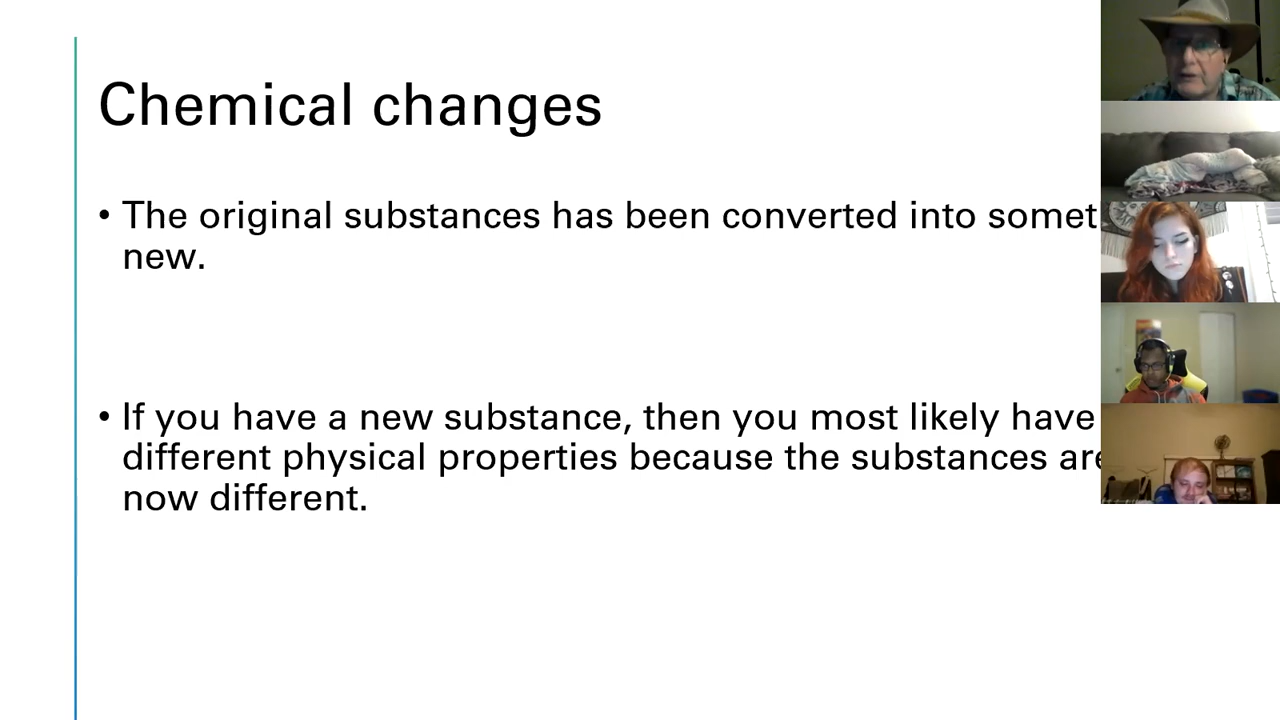 Chemical changes
• The original substances has been converted into somet
new.
• If you have a new substance, then you most likely have
different physical properties because the substances are
now different.